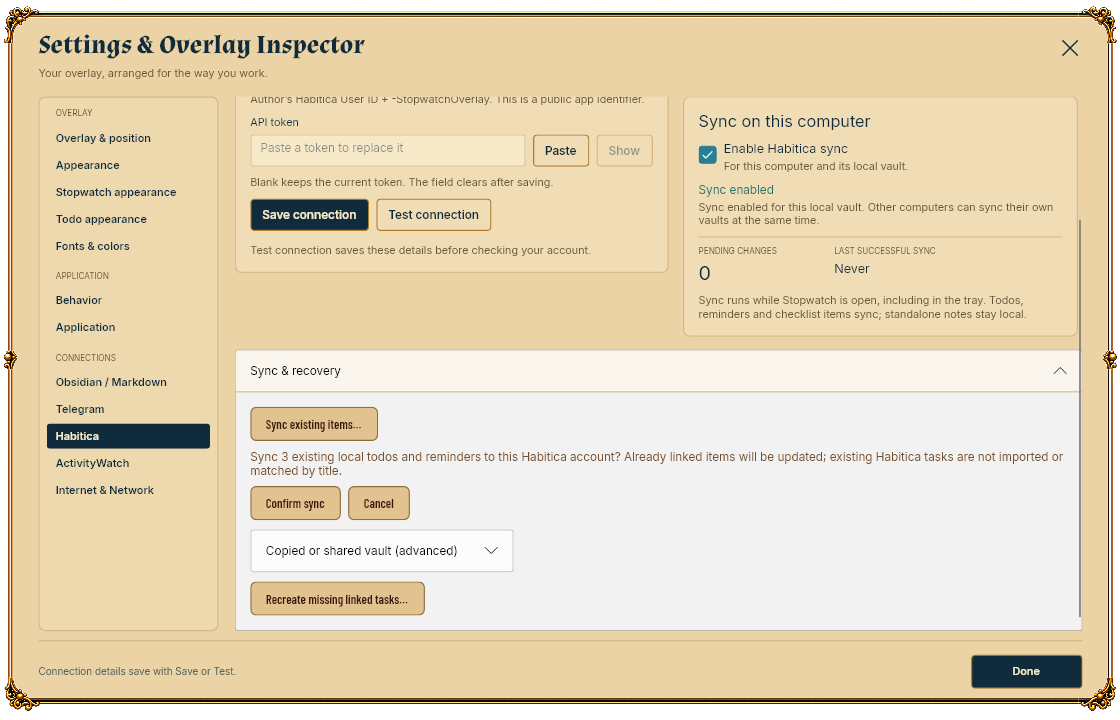 Settings & Overlay Inspector
Your overlay, arranged for the way you work.
OVERLAY
Overlay & position
Appearance
Stopwatch appearance
Todo appearance
Fonts & colors
APPLICATION
Behavior
Application
CONNECTIONS
Obsidian / Markdown
Telegram
Habitica
ActivityWatch
Internet & Network
Author's Habitica User ID + -StopwatchOverlay. This is a public app identifier.
API token
Paste a token to replace it
Paste
Show
Blank keeps the current token. The field clears after saving.
Save connection
Test connection
Test connection saves these details before checking your account.
Sync on this computer
Enable Habitica sync
For this computer and its local vault.
Sync enabled
Sync enabled for this local vault. Other computers can sync their own
vaults at the same time.
PENDING CHANGES
LAST SUCCESSFUL SYNC
0
Never
Sync runs while Stopwatch is open, including in the tray. Todos,
reminders and checklist items sync; standalone notes stay local.
Sync & recovery
Sync existing items...
Sync 3 existing local todos and reminders to this Habitica account? Already linked items will be updated; existing Habitica tasks are not imported or
matched by title.
Confirm sync
Cancel
Copied or shared vault (advanced)
Recreate missing linked tasks...
Connection details save with Save or Test.
Done